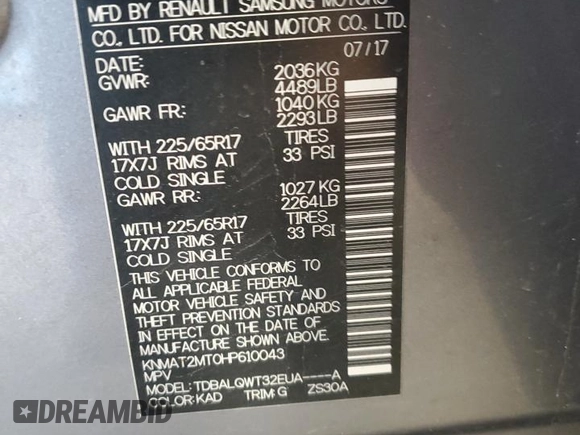 MFD BY RENAULT SAMSUNG MOTORS
CO., LTD. FOR NISSAN MOTOR CO., LTD.
07/17
DATE:
GVWR: 2036KG
4489LB
GAWR FR: 1040KG
2293LB
WITH 225/65R17 TIRES
17X7J RIMS AT 33 PSI
COLD SINGLE
GAWR RR: 1027KG
2264LB
WITH 225/65R17 TIRES
17X7J RIMS AT 33 PSI
COLD SINGLE
THIS VEHICLE CONFORMS TO
ALL APPLICABLE FEDERAL
MOTOR VEHICLE SAFETY AND
THEFT PREVENTION STANDARD
IN EFFECT ON THE DATE OF
MANUFACTURE SHOWN ABOVE.
KNMAT2MT0HP610043
MPV
MODEL:TDBALQWT32EUA----A
COLOR:KAD TRIM:G ZS30A
DREAMBID